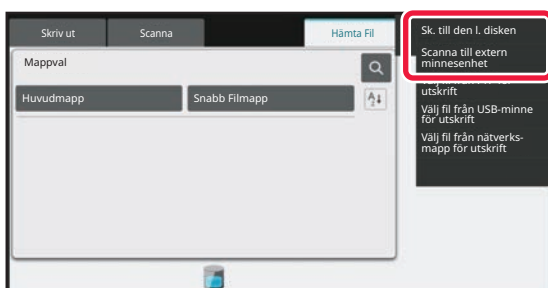 Skriv ut
Scanna
Hämta Fil
Mappval
Huvudmapp
Snabb Filmapp
Sk. till den l. disken
Scanna till extern
minnesenhet
utskrift
Välj fil från USB-minne
för utskrift
Välj fil från nätverks-
mapp för utskrift